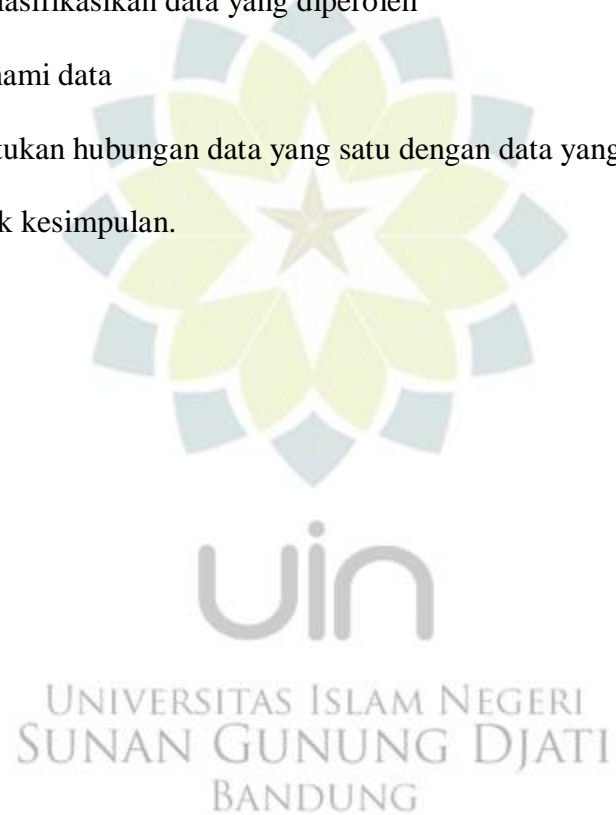 asifikasikan data yang diperoleh
ami data
tukan hubungan data yang satu dengan data yang
k kesimpulan.
uin
UNIVERSITAS ISLAM NEGERI
SUNAN GUNUNG DJATI
BANDUNG